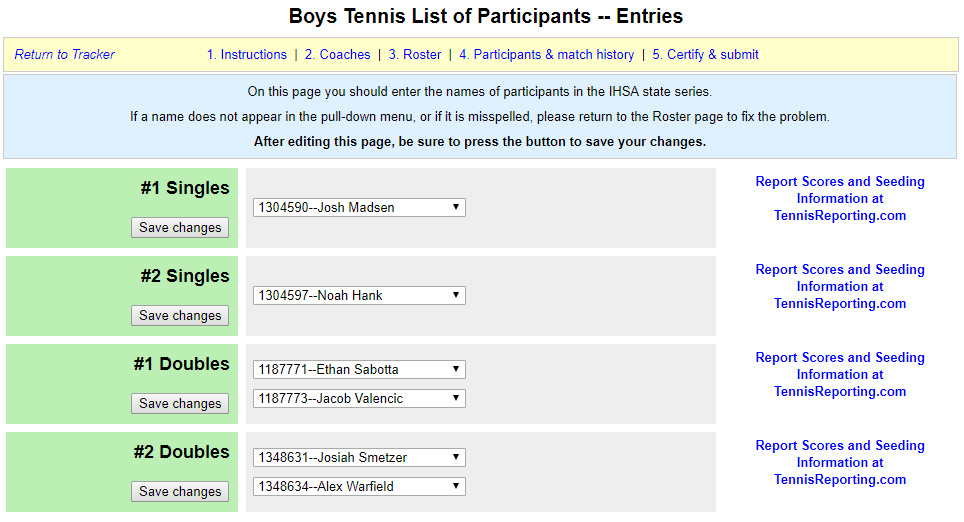 Boys Tennis List of Participants -- Entries
Return to Tracker 1. Instructions | 2. Coaches | 3. Roster | 4. Participants & match history | 5. Certify & submit
On this page you should enter the names of participants in the IHSA state series.
If a name does not appear in the pull-down menu, or if it is misspelled, please return to the Roster page to fix the problem.
After editing this page, be sure to press the button to save your changes.
#1 Singles
Save changes
1304590--Josh Madsen
Report Scores and Seeding
Information at
TennisReporting.com
#2 Singles
Save changes
1304597--Noah Hank
Report Scores and Seeding
Information at
TennisReporting.com
#1 Doubles
Save changes
1187771--Ethan Sabotta
1187773--Jacob Valencic
Report Scores and Seeding
Information at
TennisReporting.com
#2 Doubles
Save changes
1348631--Josiah Smetzer
1348634--Alex Warfield
Report Scores and Seeding
Information at
TennisReporting.com